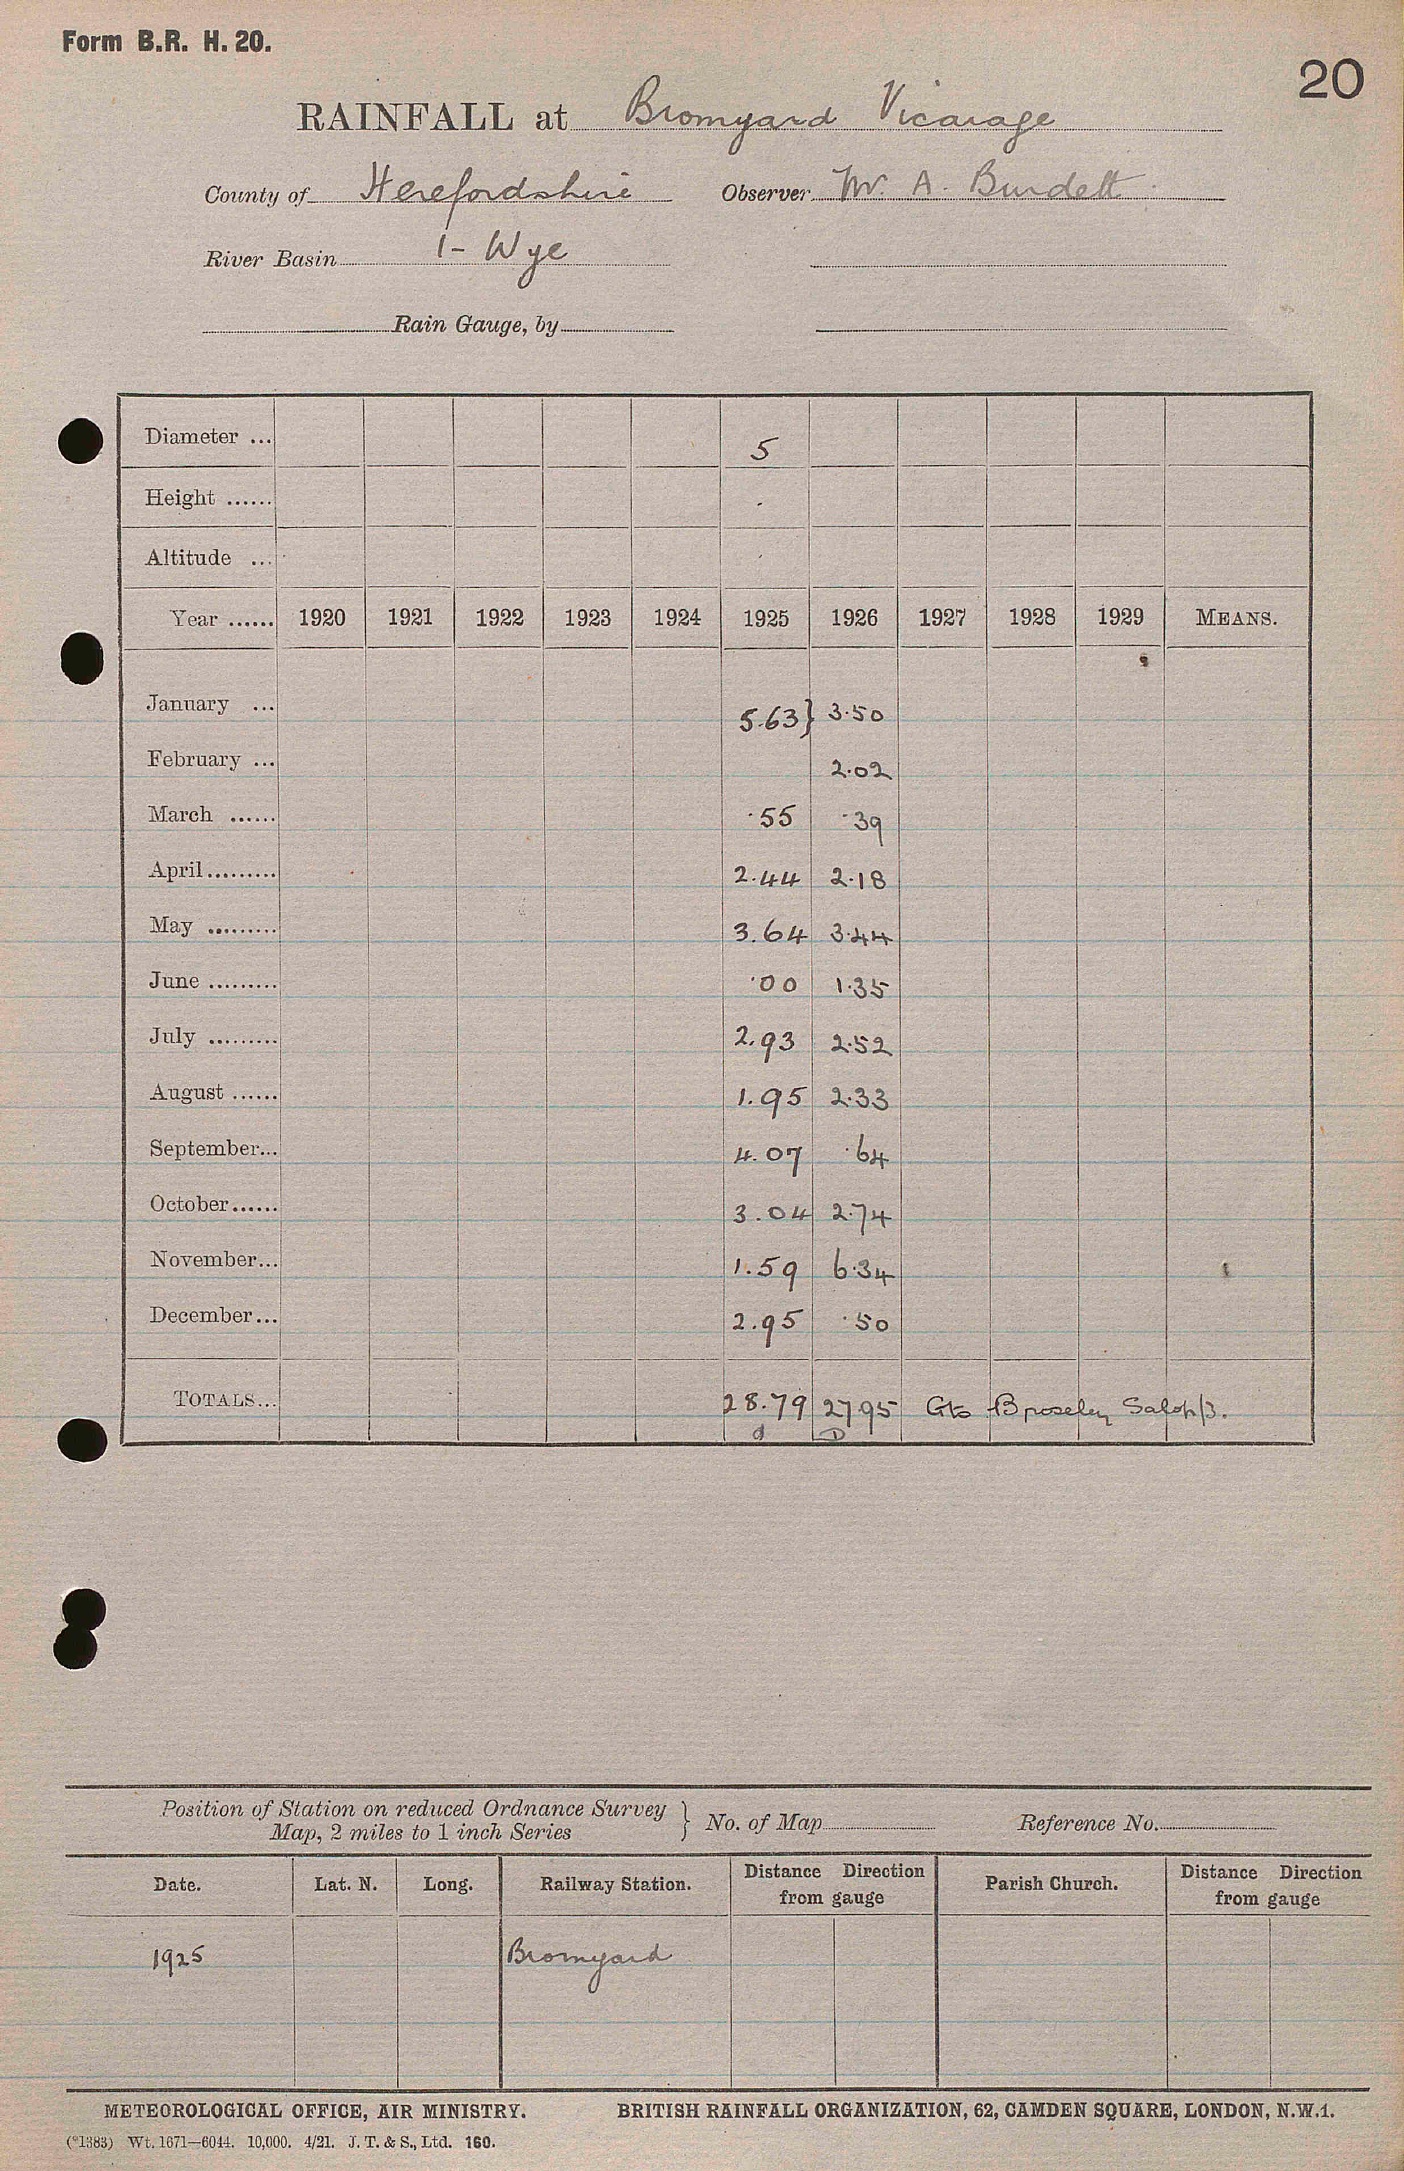 Form B.R. H. 20.
20
RAINFALL at Bromyard Vicarage
County of Herefordshire Observer Mr. A. Burdett
River Basin 1 - Wye
Rain Gauge, by
Diameter ... 5
Height ......
Altitude ...
Year ...... 1920 1921 1922 1923 1924 1925 1926 1927 1928 1929 MEANS.
January ... 5.63} 3.50
February ... 2.02
March ...... .55 .39
April ......... 2.44 2.18
May ......... 3.64 3.44
June ......... .00 1.35
July ......... 2.93 2.52
August ...... 1.95 2.33
September... 4.07 .64
October...... 3.04 2.74
November... 1.59 6.34
December... 2.95 .50
TOTALS... 28.79 27.95 Gts Broseley Salop/3.
d D
Position of Station on reduced Ordnance Survey
Map, 2 miles to 1 inch Series } No. of Map Reference No.
Date. Lat. N. Long. Railway Station. Distance Direction from gauge Parish Church. Distance Direction from gauge
1925 Bromyard
METEOROLOGICAL OFFICE, AIR MINISTRY. BRITISH RAINFALL ORGANIZATION, 62, CAMDEN SQUARE, LONDON, N.W.1.
(*1383) Wt. 1671—6044. 10,000. 4/21. J. T. & S., Ltd. 160.